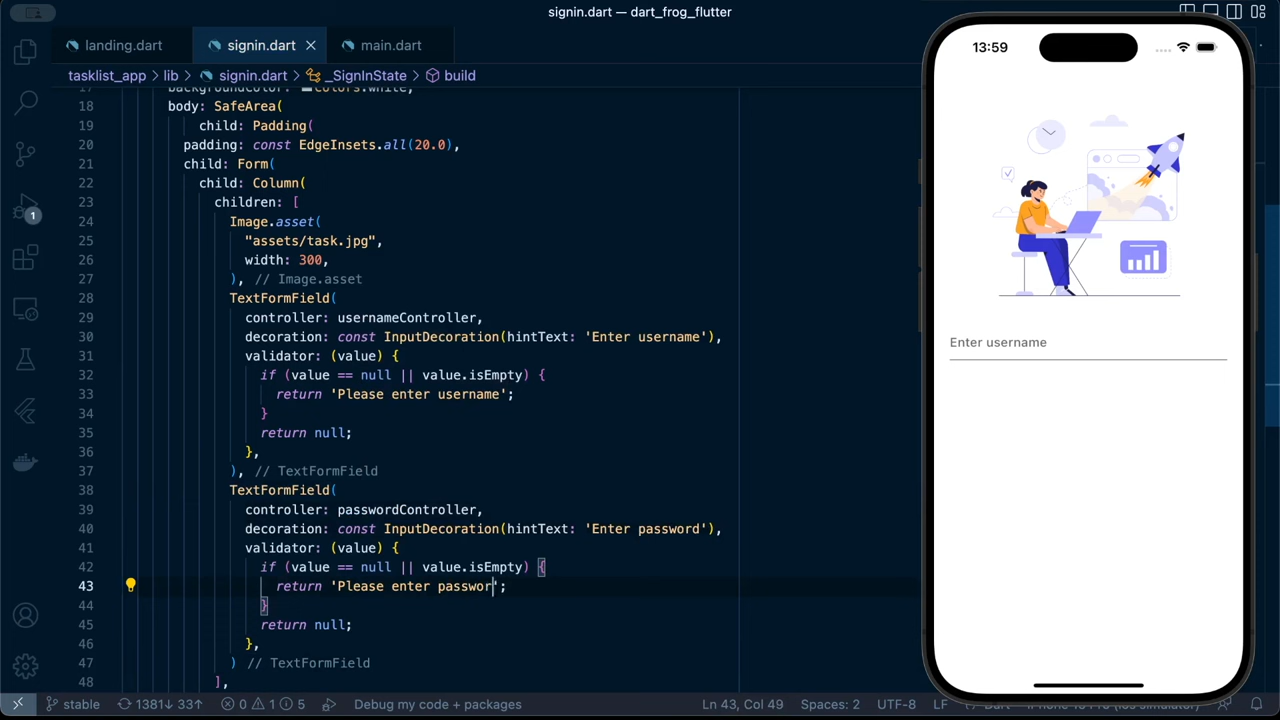 signin.dart — dart_frog_flutter
landing.dart
signin.dart
main.dart
tasklist_app › lib › signin.dart › _SignInState › build
17 backgroundColor: Colors.white,
18 body: SafeArea(
19 child: Padding(
20 padding: const EdgeInsets.all(20.0),
21 child: Form(
22 child: Column(
23 children: [
24 Image.asset(
25 "assets/task.jpg",
26 width: 300,
27 ), // Image.asset
28 TextFormField(
29 controller: usernameController,
30 decoration: const InputDecoration(hintText: 'Enter username'),
31 validator: (value) {
32 if (value == null || value.isEmpty) {
33 return 'Please enter username';
34 }
35 return null;
36 },
37 ), // TextFormField
38 TextFormField(
39 controller: passwordController,
40 decoration: const InputDecoration(hintText: 'Enter password'),
41 validator: (value) {
42 if (value == null || value.isEmpty) {
43 return 'Please enter passwor';
44 }
45 return null;
46 },
47 ) // TextFormField
48 ],
1
stable 1381↓ 33↑ 0 1 5 Debug my code + packages Ln 43, Col 49 Spaces: 2 UTF-8 LF
13:59
Enter username